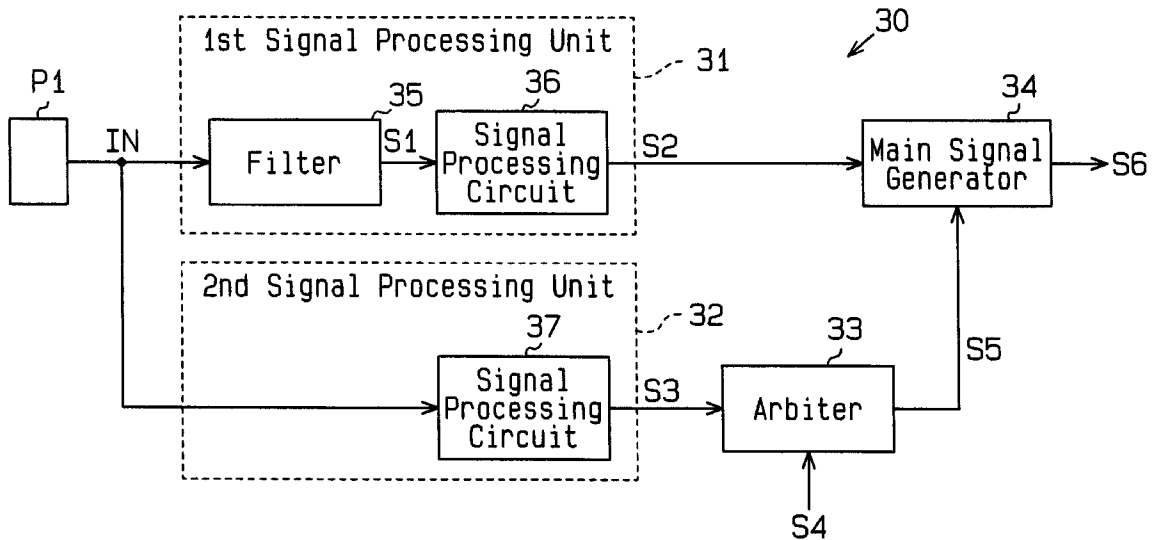 30
1st Signal Processing Unit
31
P1
35
36
34
IN
Filter
S1
Signal
Processing
Circuit
S2
Main Signal
Generator
S6
2nd Signal Processing Unit
32
37
33
S5
Signal
Processing
Circuit
S3
Arbiter
S4